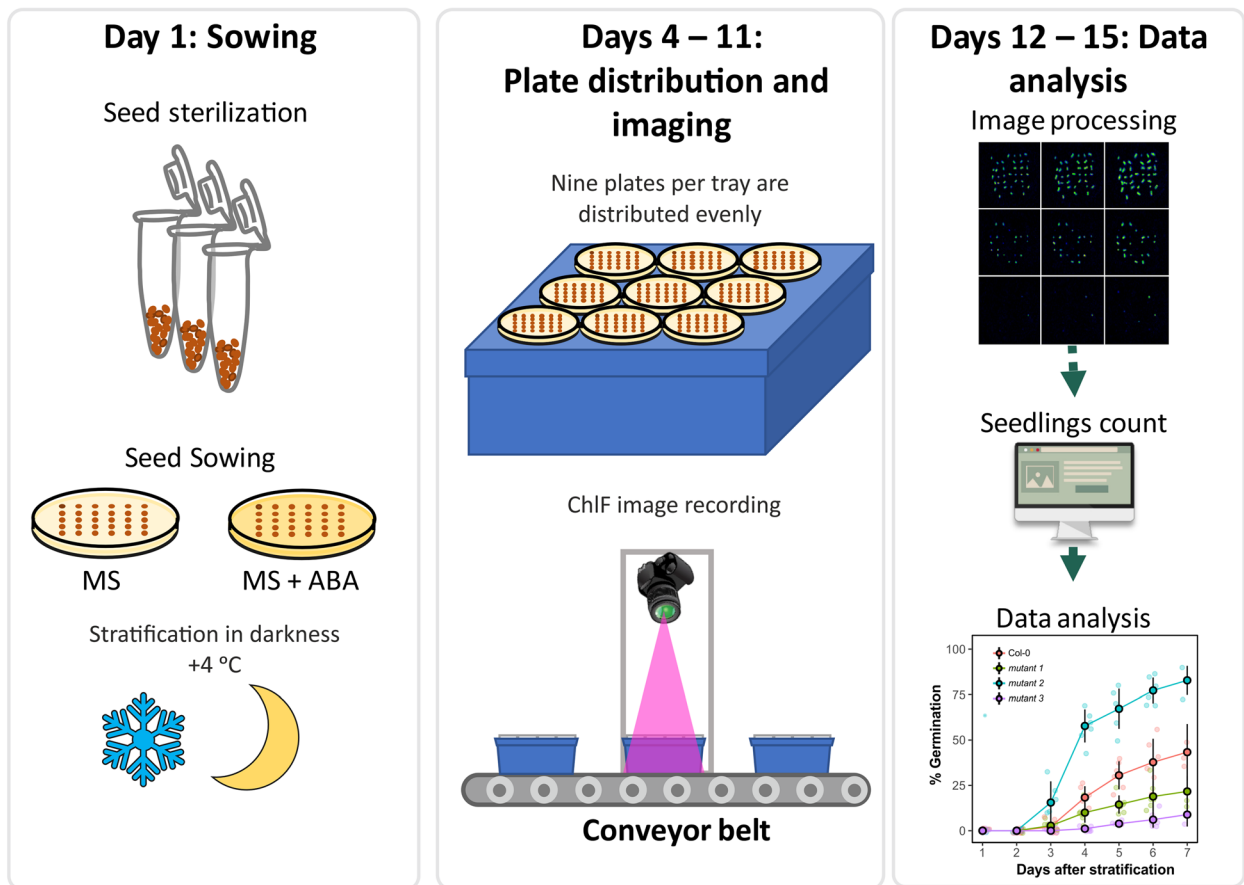 Day 1: Sowing
Seed sterilization
Seed Sowing
MS
MS + ABA
Stratification in darkness
+4 ºC
Days 4 – 11:
Plate distribution and
imaging
Nine plates per tray are
distributed evenly
ChlF image recording
Conveyor belt
Days 12 – 15: Data
analysis
Image processing
Seedlings count
Data analysis
% Germination
100
75
50
25
0
Col-0
mutant 1
mutant 2
mutant 3
1 2 3 4 5 6 7
Days after stratification